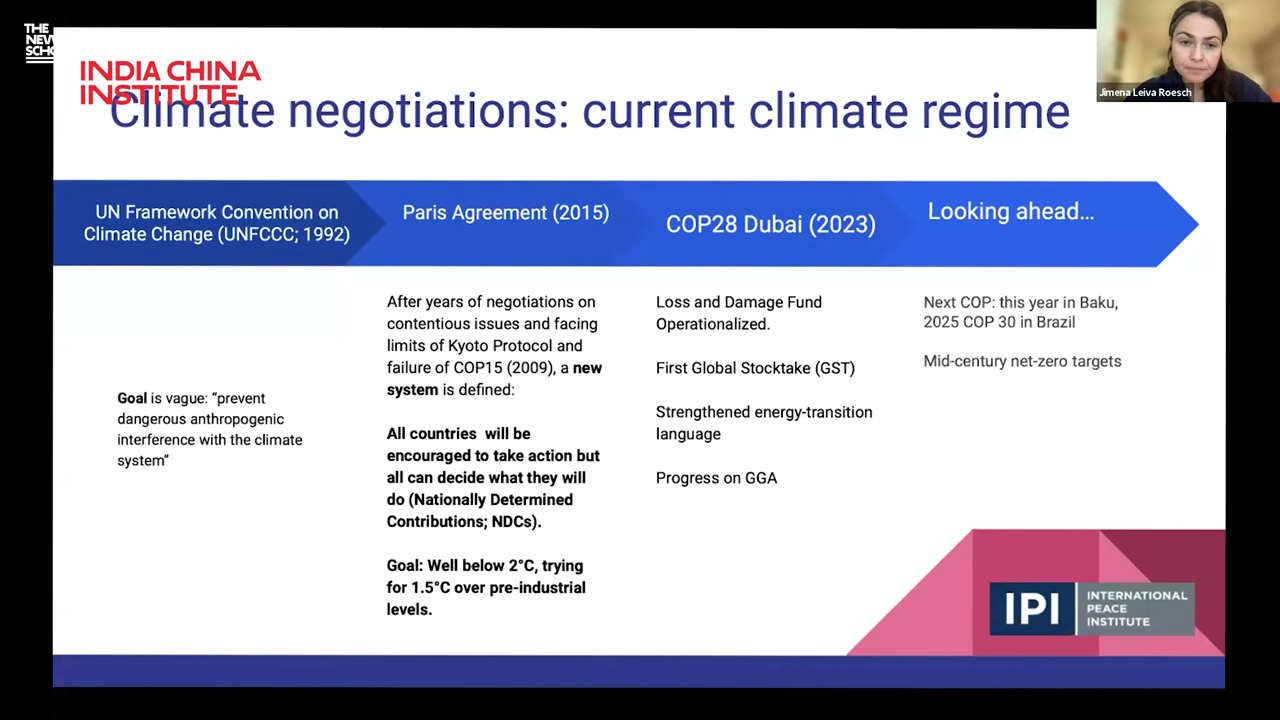 THE
NEW
SCHO
INDIA CHINA
INSTITUTE
Jimena Leiva Roesch
Climate negotiations: current climate regime
UN Framework Convention on
Climate Change (UNFCCC; 1992)
Goal is vague: “prevent
dangerous anthropogenic
interference with the climate
system”
Paris Agreement (2015)
After years of negotiations on
contentious issues and facing
limits of Kyoto Protocol and
failure of COP15 (2009), a new
system is defined:
All countries will be
encouraged to take action but
all can decide what they will
do (Nationally Determined
Contributions; NDCs).
Goal: Well below 2°C, trying
for 1.5°C over pre-industrial
levels.
COP28 Dubai (2023)
Loss and Damage Fund
Operationalized.
First Global Stocktake (GST)
Strengthened energy-transition
language
Progress on GGA
Looking ahead…
Next COP: this year in Baku,
2025 COP 30 in Brazil
Mid-century net-zero targets
IPI
INTERNATIONAL
PEACE
INSTITUTE